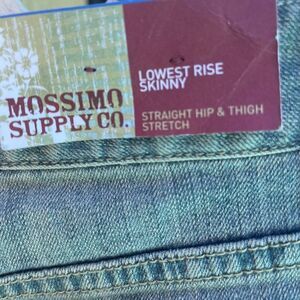 MOSSIMO
SUPPLY CO.
LOWEST RISE
SKINNY
STRAIGHT HIP & THIGH
STRETCH